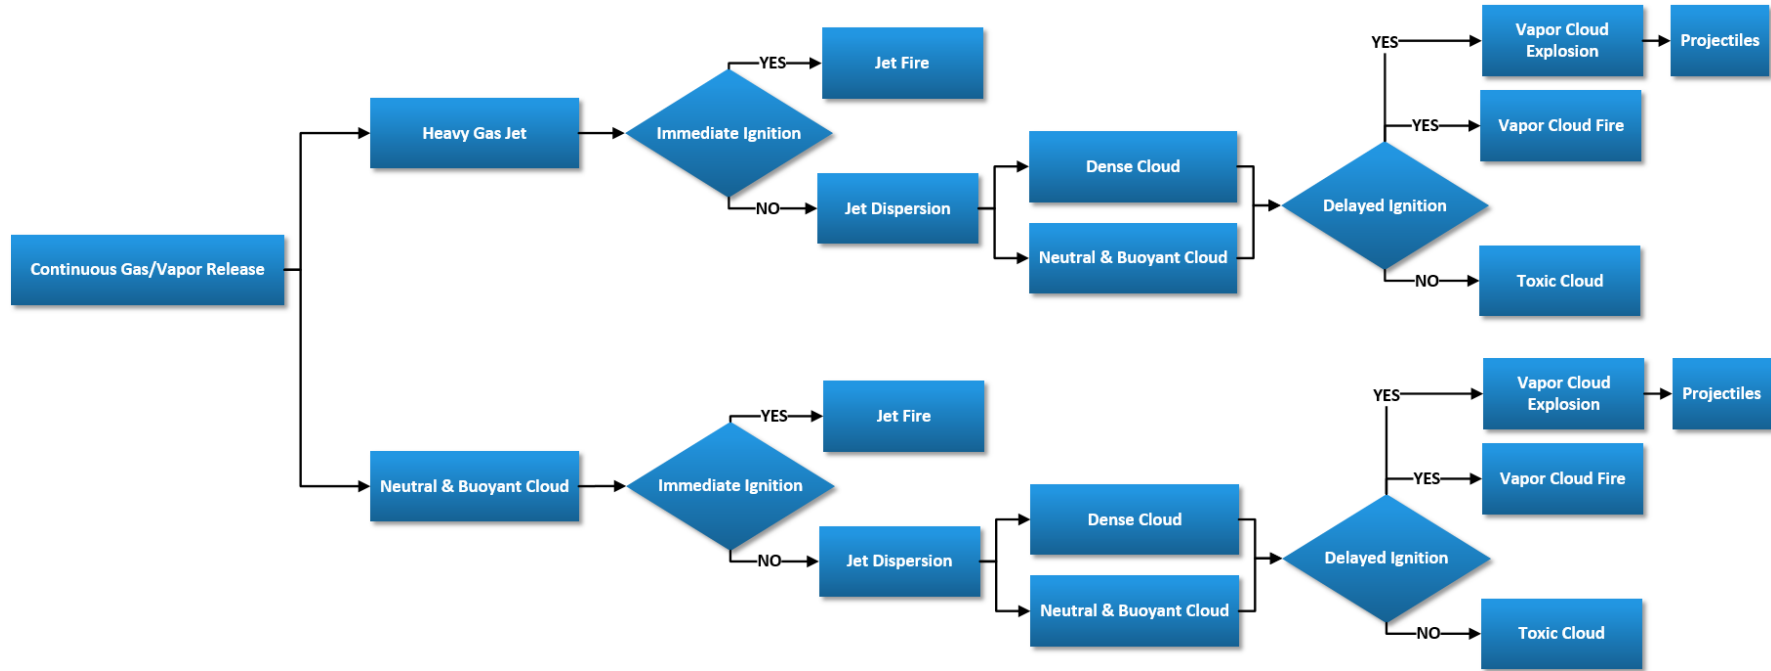 Continuous Gas/Vapor Release
Heavy Gas Jet
Immediate Ignition
YES
Jet Fire
NO
Jet Dispersion
Dense Cloud
Neutral & Buoyant Cloud
Delayed Ignition
YES
Vapor Cloud
Explosion
Projectiles
YES
Vapor Cloud Fire
NO
Toxic Cloud
Neutral & Buoyant Cloud
Immediate Ignition
YES
Jet Fire
NO
Jet Dispersion
Dense Cloud
Neutral & Buoyant Cloud
Delayed Ignition
YES
Vapor Cloud
Explosion
Projectiles
YES
Vapor Cloud Fire
NO
Toxic Cloud